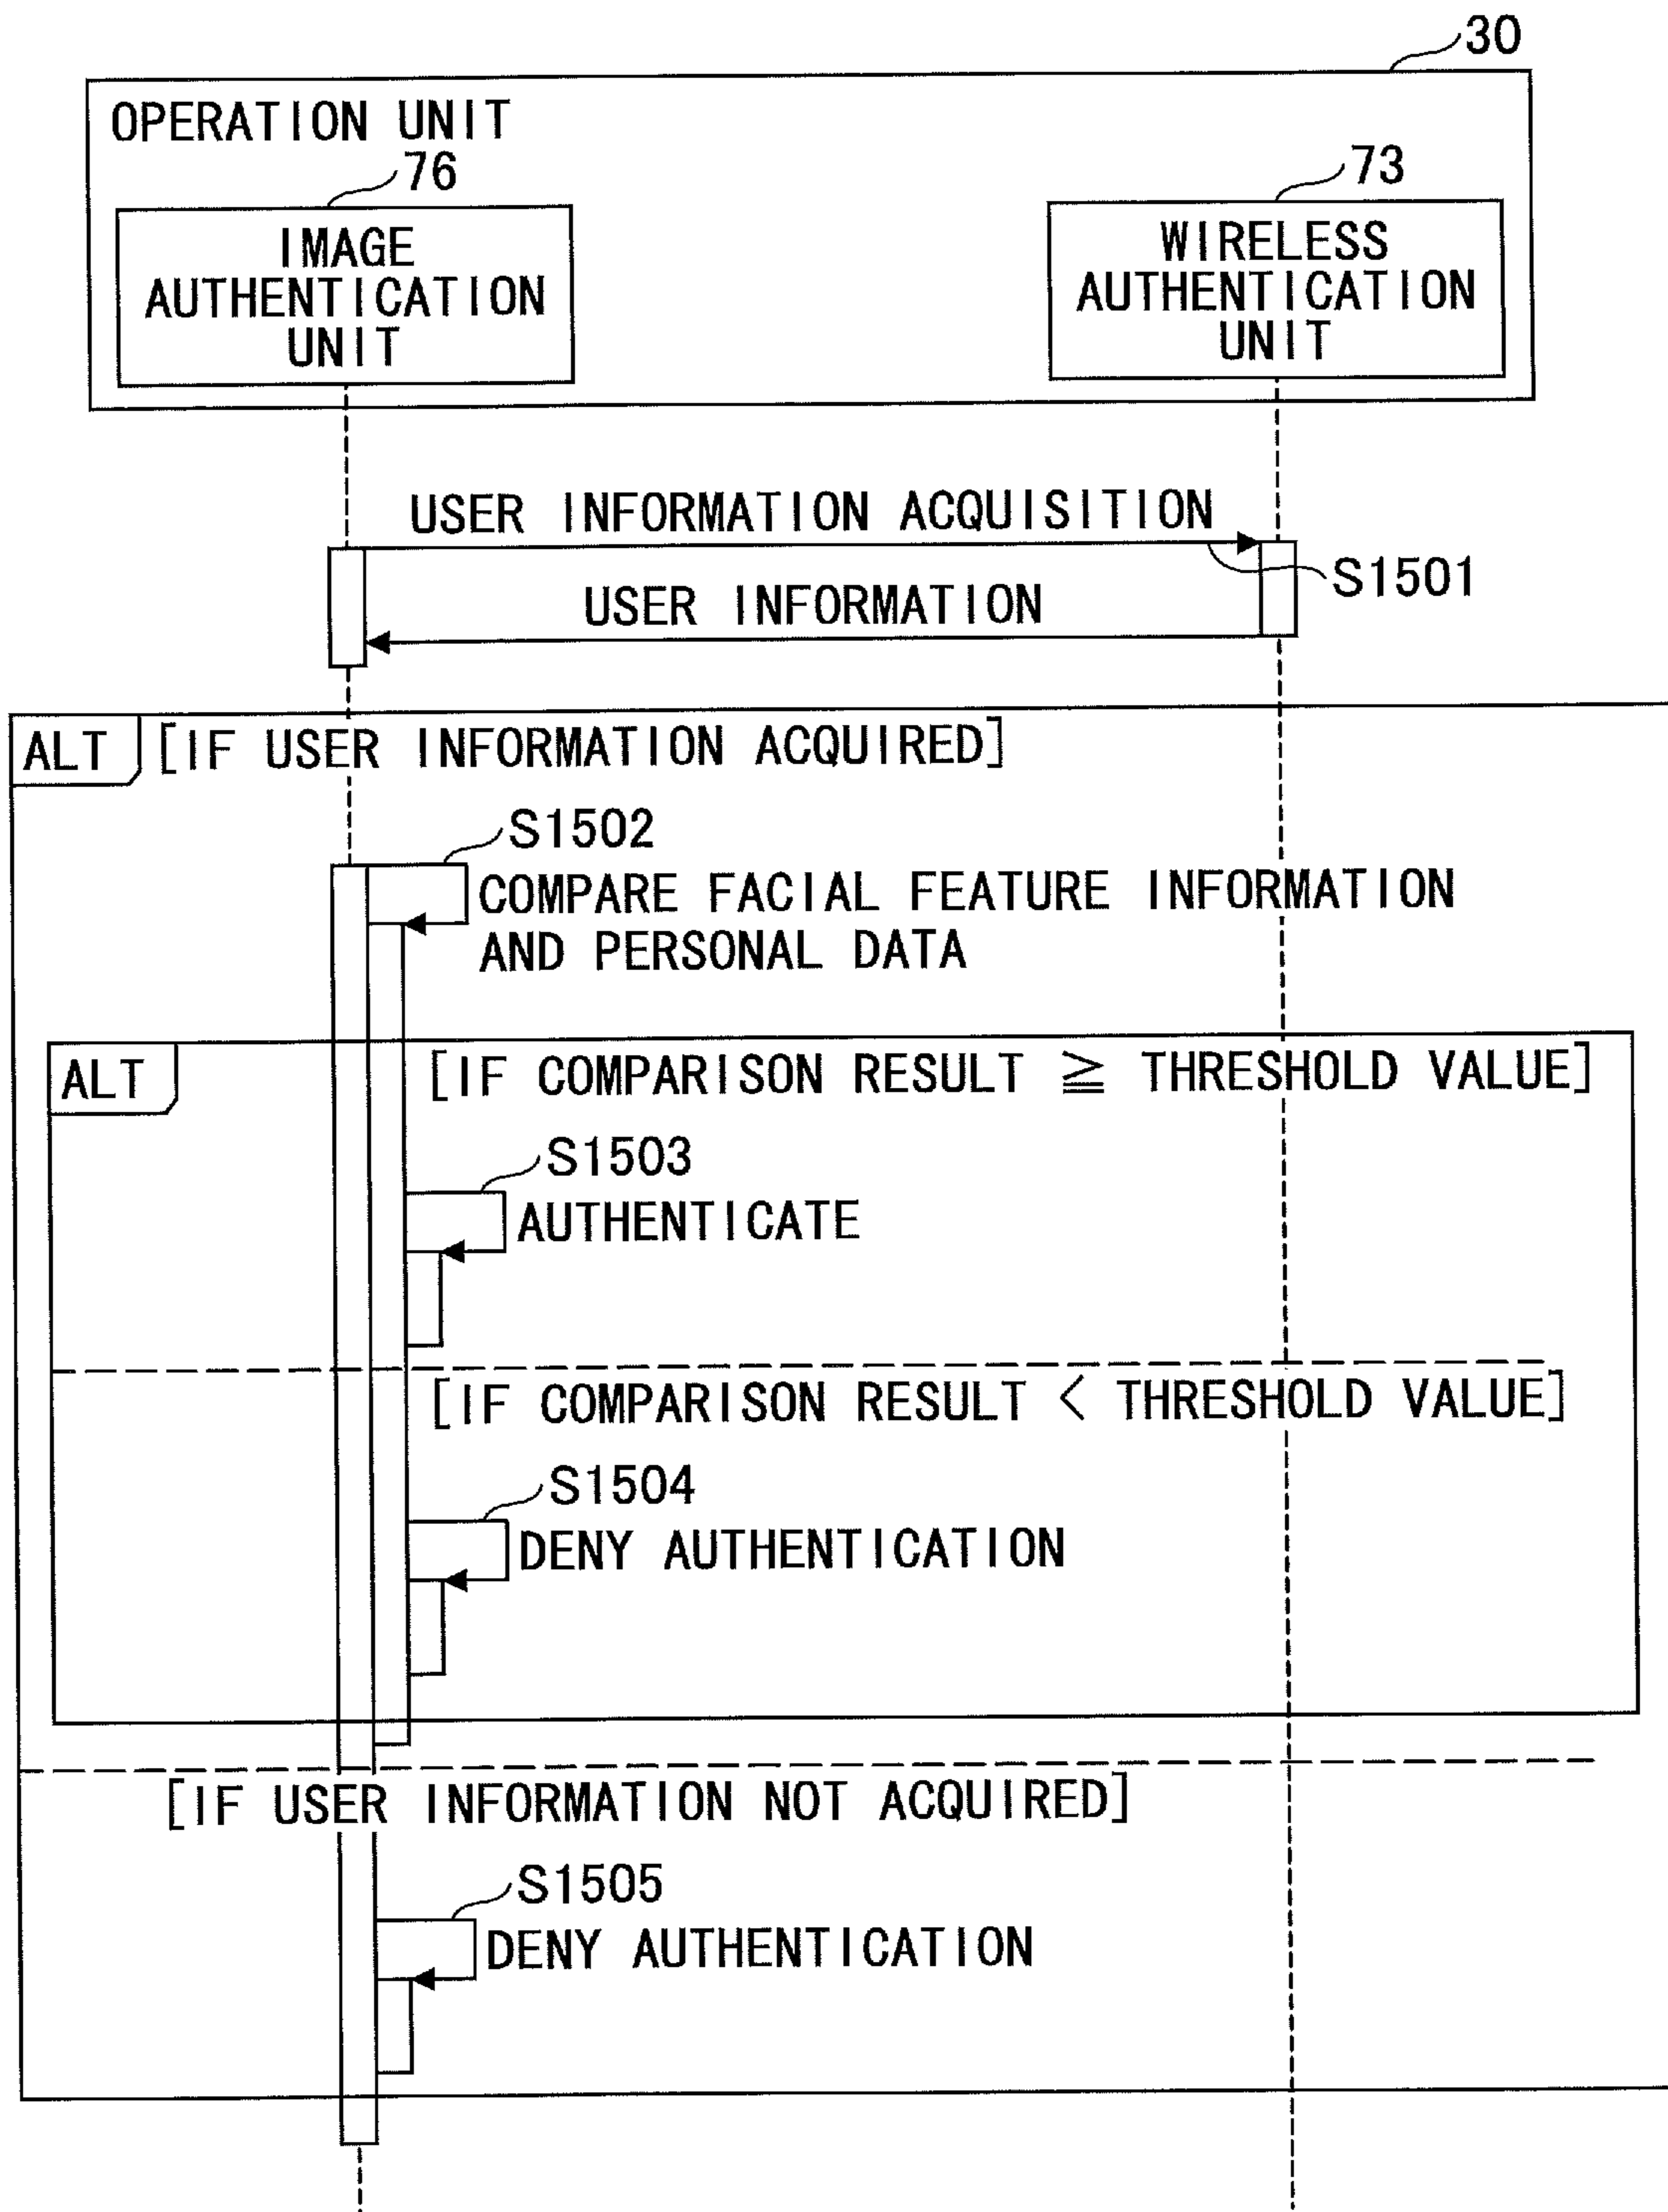 30
OPERATION UNIT
76
73
IMAGE
AUTHENTICATION
UNIT
WIRELESS
AUTHENTICATION
UNIT
USER INFORMATION ACQUISITION
S1501
USER INFORMATION
ALT
[IF USER INFORMATION ACQUIRED]
S1502
COMPARE FACIAL FEATURE INFORMATION
AND PERSONAL DATA
ALT
[IF COMPARISON RESULT ≧ THRESHOLD VALUE]
S1503
AUTHENTICATE
[IF COMPARISON RESULT < THRESHOLD VALUE]
S1504
DENY AUTHENTICATION
[IF USER INFORMATION NOT ACQUIRED]
S1505
DENY AUTHENTICATION